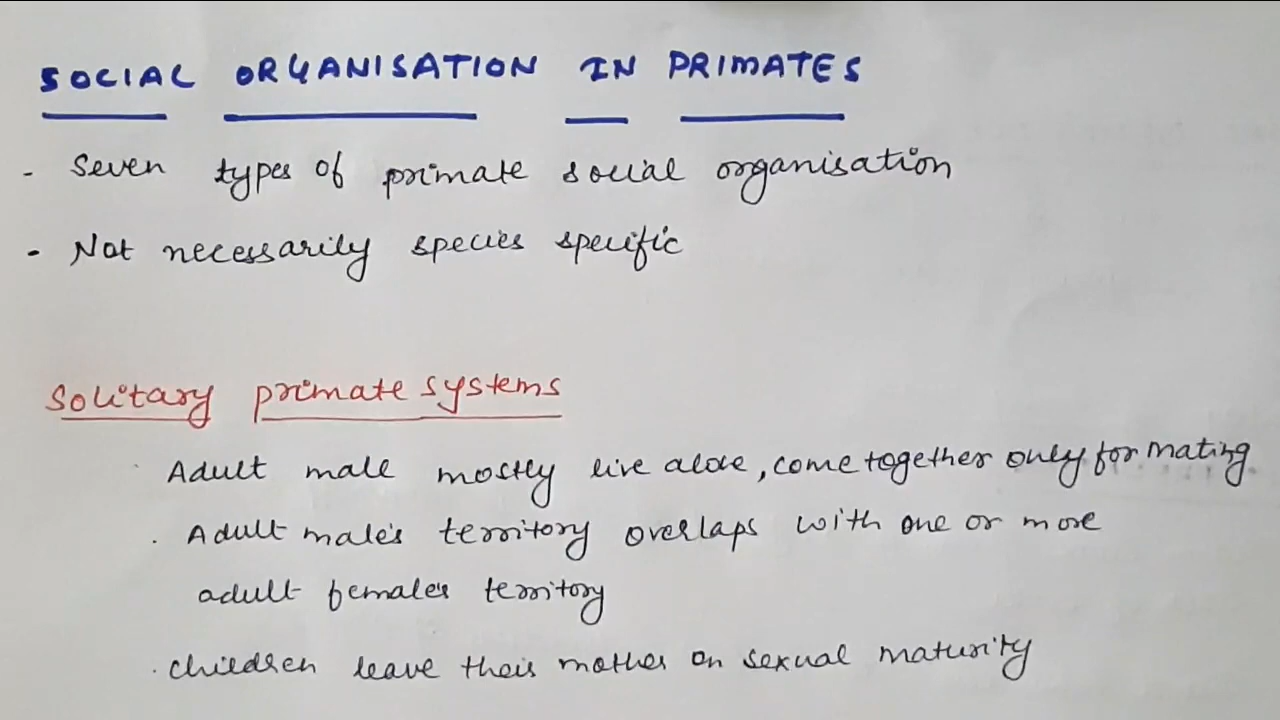 SOCIAL ORGANISATION IN PRIMATES
- Seven types of primate social organisation
- Not necessarily species specific
Solitary primate systems
· Adult male mostly live alone, come together only for mating
· Adult male's territory overlaps with one or more
adult female's territory
· children leave their mother on sexual maturity